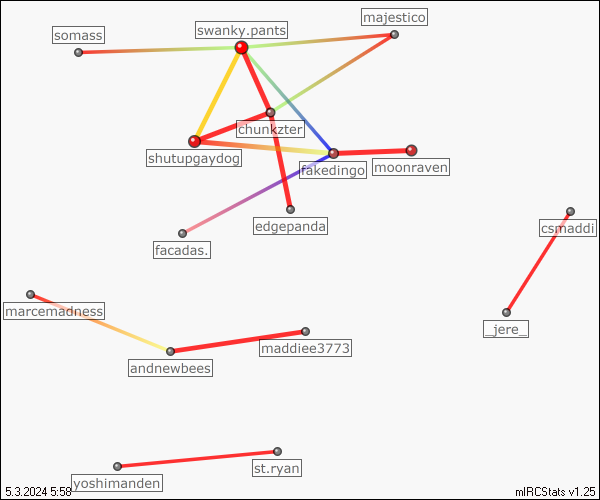 majestico
swanky.pants
somass
chunkzter
shutupgaydog
fakedingo
moonraven
edgepanda
csmaddi
facadas.
marcemadness
_jere_
maddiee3773
andnewbees
st.ryan
yoshimanden
5.3.2024 5:58
mIRCStats v1.25